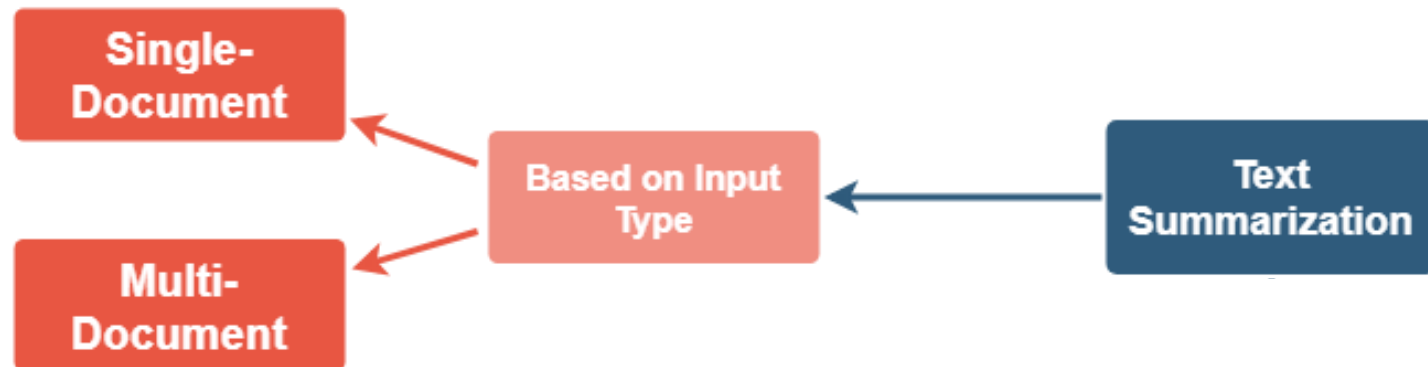 Single-
Document
Based on Input
Type
Text
Summarization
Multi-
Document